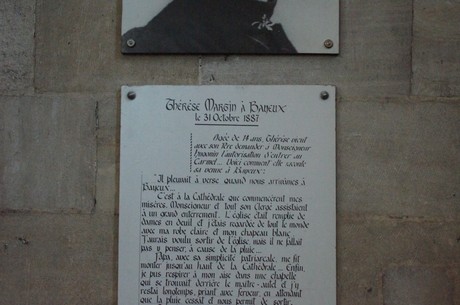 Thérèse Martin à Bayeux
le 31 Octobre 1887
Agée de 14 ans, Thérèse vient
avec son Père demander à Monseigneur
Hugonin l'autorisation d'entrer au
Carmel... Voici comment elle raconte
sa venue à Bayeux:
"Il pleuvait à verse quand nous arrivâmes à
Bayeux...
C'est à la Cathédrale que commencèrent mes
misères. Monseigneur et tout son Clergé assistaient
à un grand enterrement. L'église était remplie de
dames en deuil et j'étais regardée de tout le monde
avec ma robe claire et mon chapeau blanc.
J'aurais voulu sortir de l'église mais il ne fallait
pas y penser, à cause de la pluie...
Papa, avec sa simplicité patriarcale, me fit
monter jusqu'au haut de la Cathédrale... Enfin,
je pus respirer à mon aise dans une chapelle
qui se trouvait derrière le maître-autel et j'y
restai longtemps, priant avec ferveur en attendant
que la pluie cessât et nous permît de sortir.